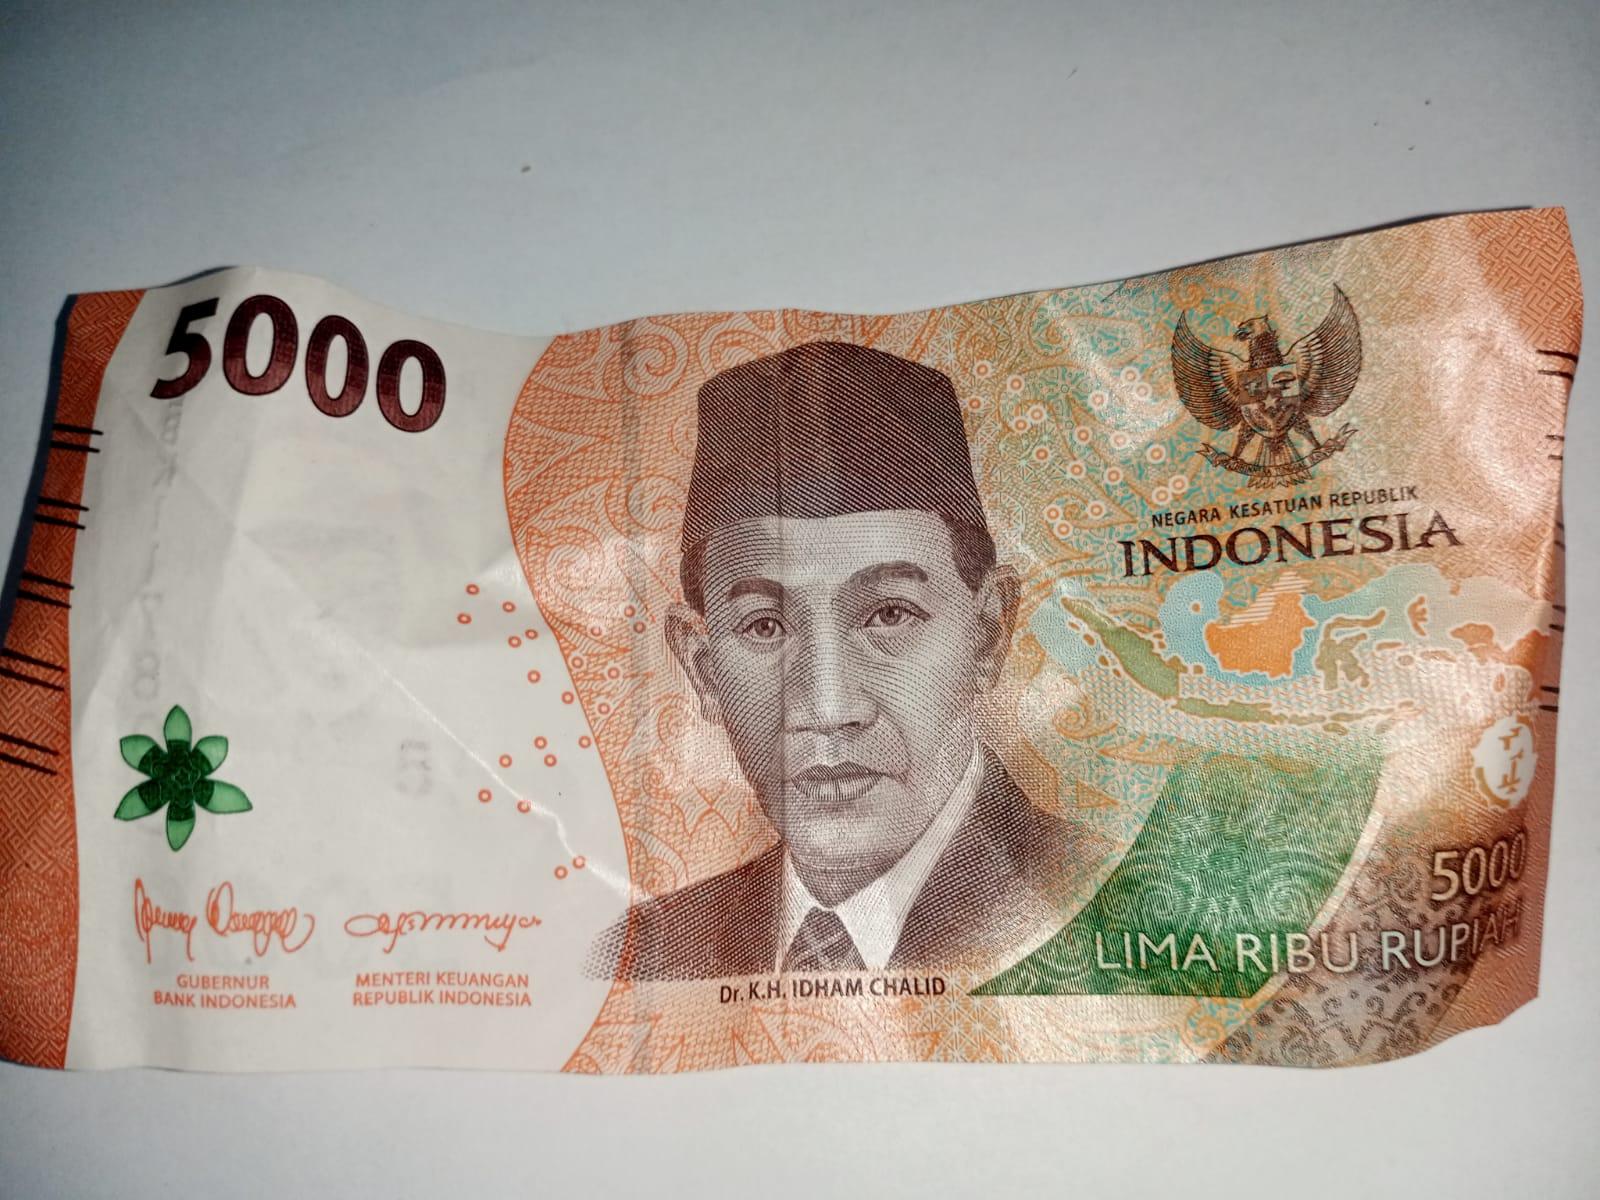 5000
NEGARA KESATUAN REPUBLIK
INDONESIA
5000
LIMA RIBU RUPIAH
GUBERNUR
BANK INDONESIA
MENTERI KEUANGAN
REPUBLIK INDONESIA
Dr. K.H. IDHAM CHALID